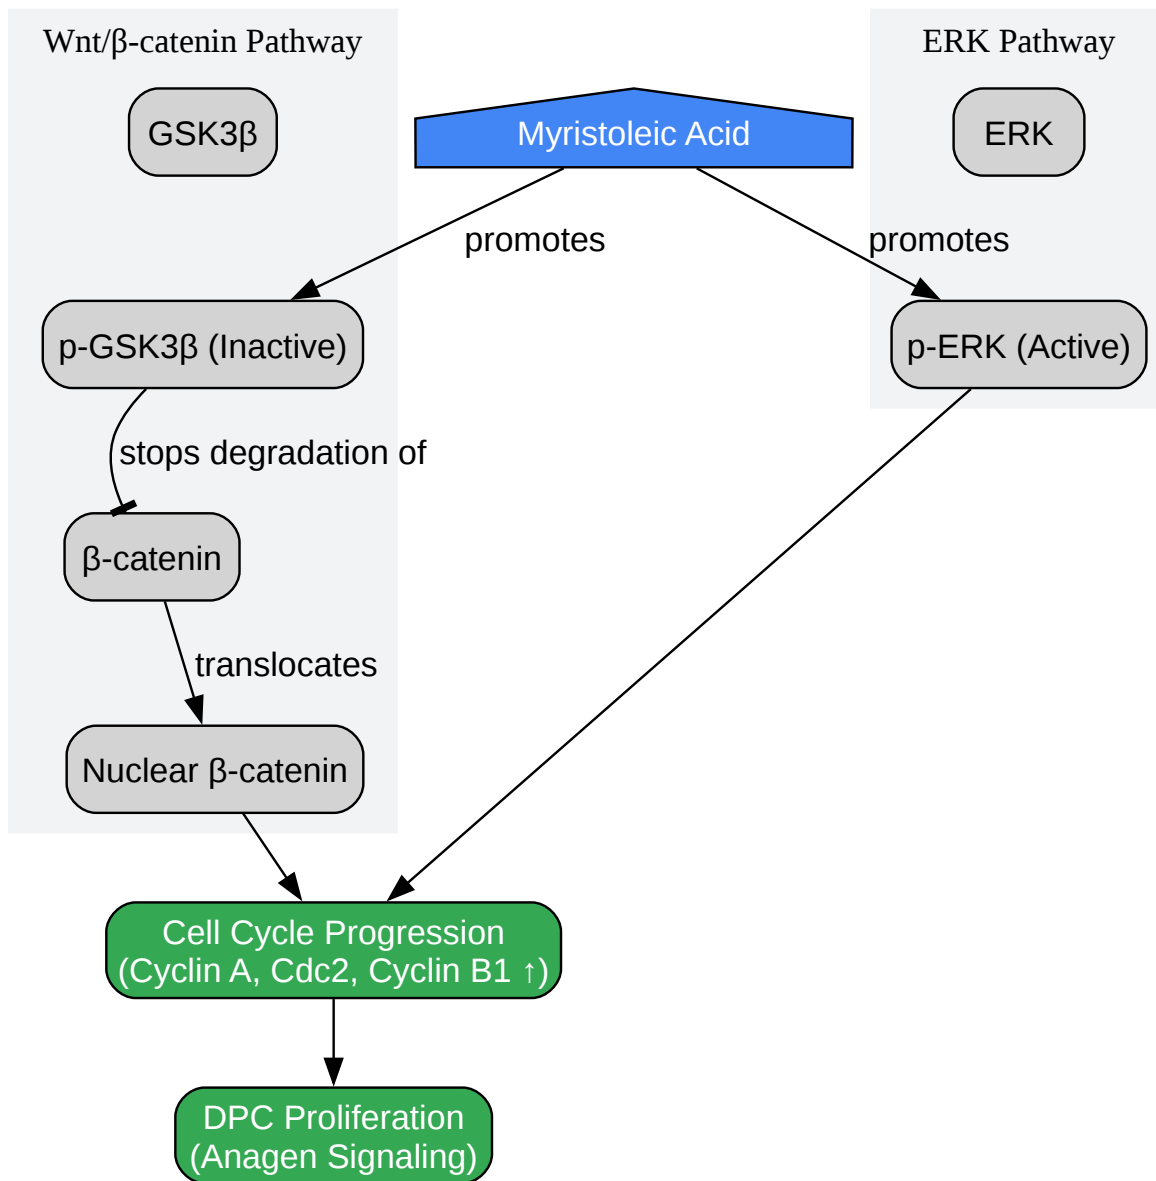 Wnt/β-catenin Pathway
ERK Pathway
GSK3β
Myristoleic Acid
ERK
promotes
promotes
p-GSK3β (Inactive)
p-ERK (Active)
stops degradation of
β-catenin
translocates
Nuclear β-catenin
Cell Cycle Progression
(Cyclin A, Cdc2, Cyclin B1 ↑)
DPC Proliferation
(Anagen Signaling)